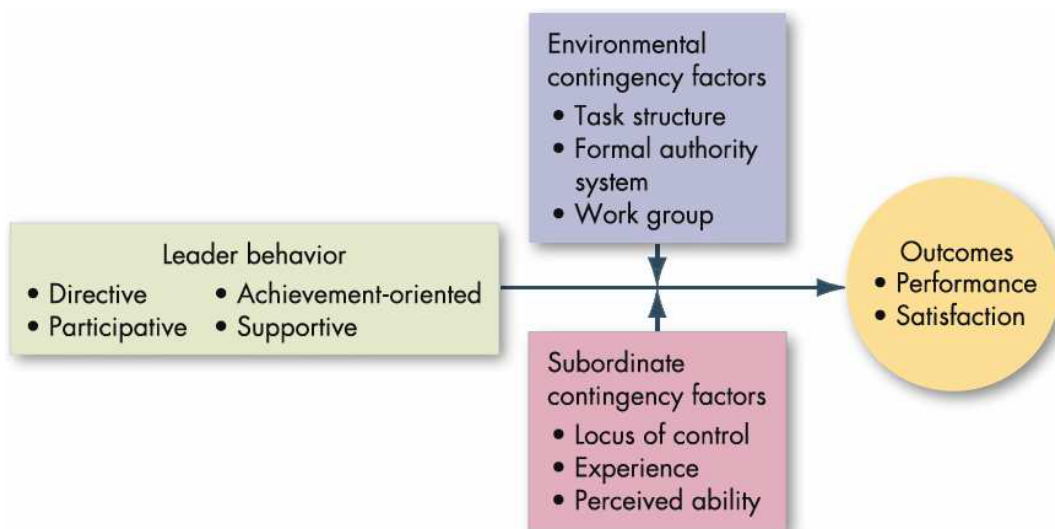 Environmental
contingency factors
• Task structure
• Formal authority
system
• Work group
Leader behavior
• Directive • Achievement-oriented
• Participative • Supportive
Outcomes
• Performance
• Satisfaction
Subordinate
contingency factors
• Locus of control
• Experience
• Perceived ability